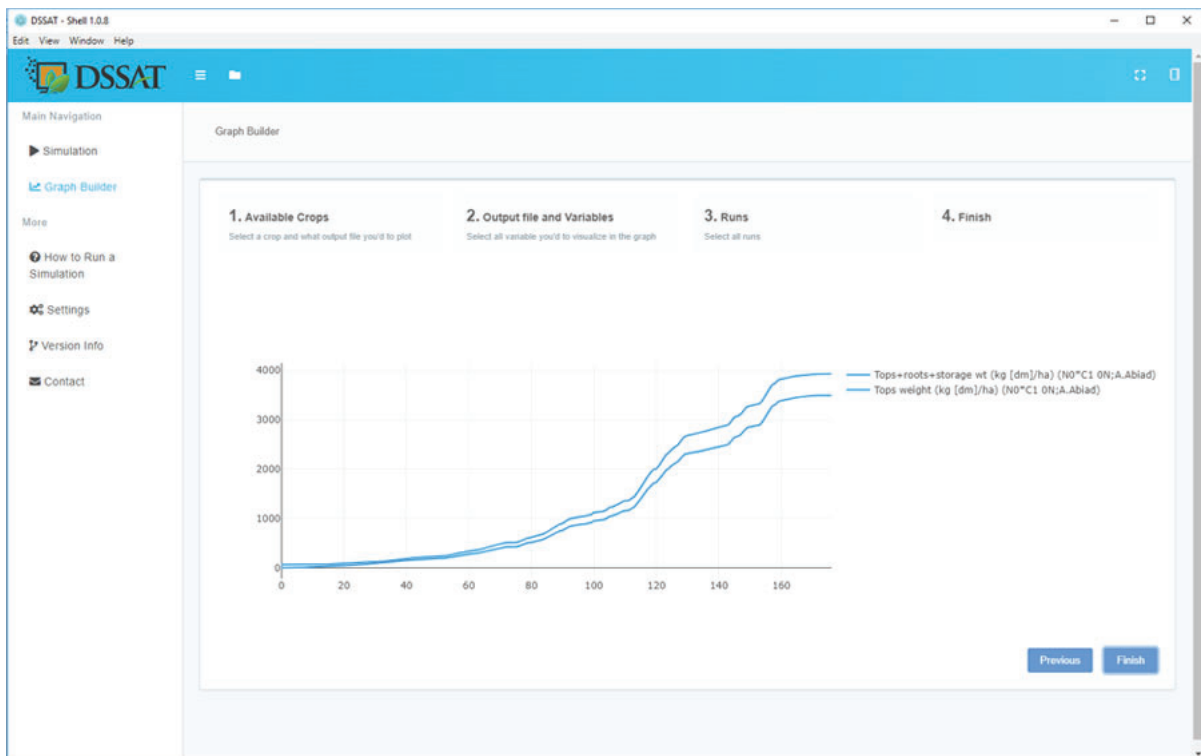 DSSAT - Shell 1.0.8
Edit View Window Help
DSSAT
Main Navigation
Simulation
Graph Builder
More
How to Run a
Simulation
Settings
Version Info
Contact
Graph Builder
1. Available Crops
Select a crop and what output file you'd to plot
2. Output file and Variables
Select all variable you'd to visualize in the graph
3. Runs
Select all runs
4. Finish
4000
3000
2000
1000
0
0 20 40 60 80 100 120 140 160
Tops+roots+storage wt (kg [dm]/ha) (N0*C1 0N;A.Abiad)
Tops weight (kg [dm]/ha) (N0*C1 0N;A.Abiad)
Previous Finish